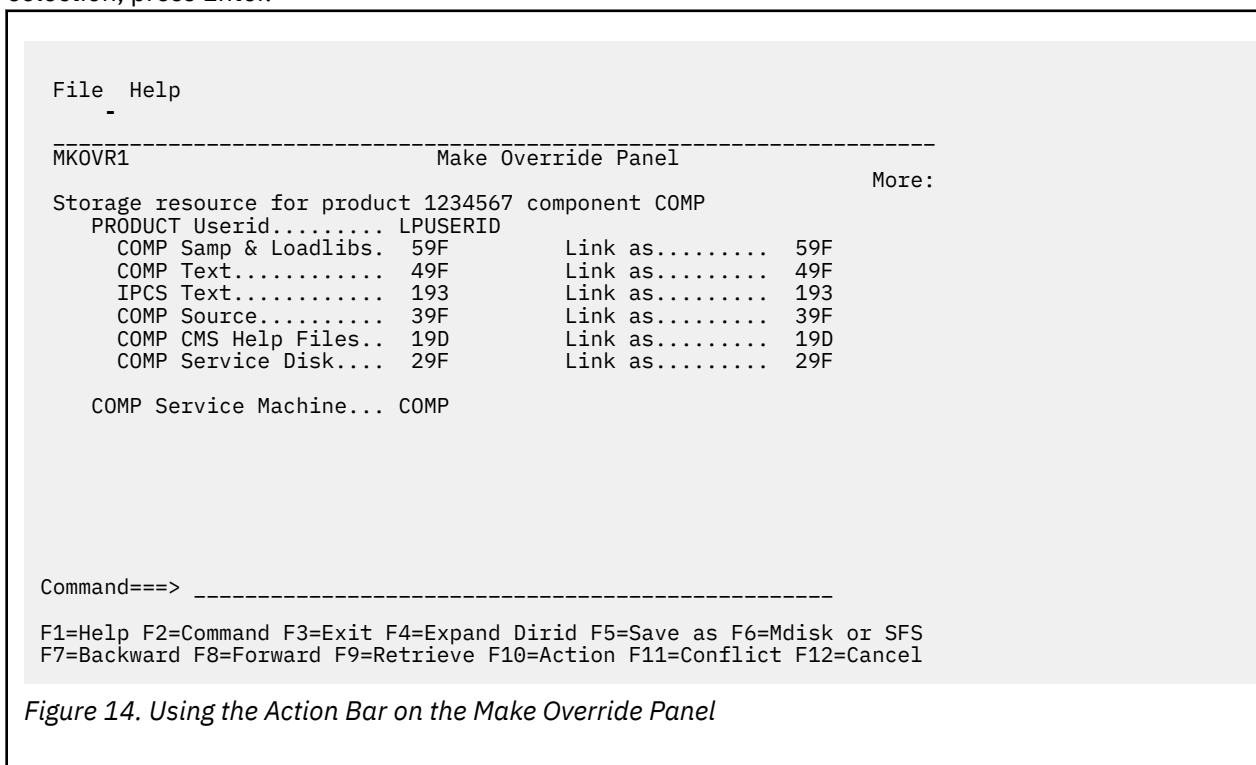 File  Help
-
_____________________________________________________________________
MKOVR1                        Make Override Panel
More:
Storage resource for product 1234567 component COMP
PRODUCT Userid......... LPUSERID
COMP Samp & Loadlibs.  59F         Link as.........  59F
COMP Text............  49F         Link as.........  49F
IPCS Text............  193         Link as.........  193
COMP Source..........  39F         Link as.........  39F
COMP CMS Help Files..  19D         Link as.........  19D
COMP Service Disk....  29F         Link as.........  29F
COMP Service Machine... COMP
Command===> __________________________________________________
F1=Help F2=Command F3=Exit F4=Expand Dirid F5=Save as F6=Mdisk or SFS
F7=Backward F8=Forward F9=Retrieve F10=Action F11=Conflict F12=Cancel
Figure 14. Using the Action Bar on the Make Override Panel